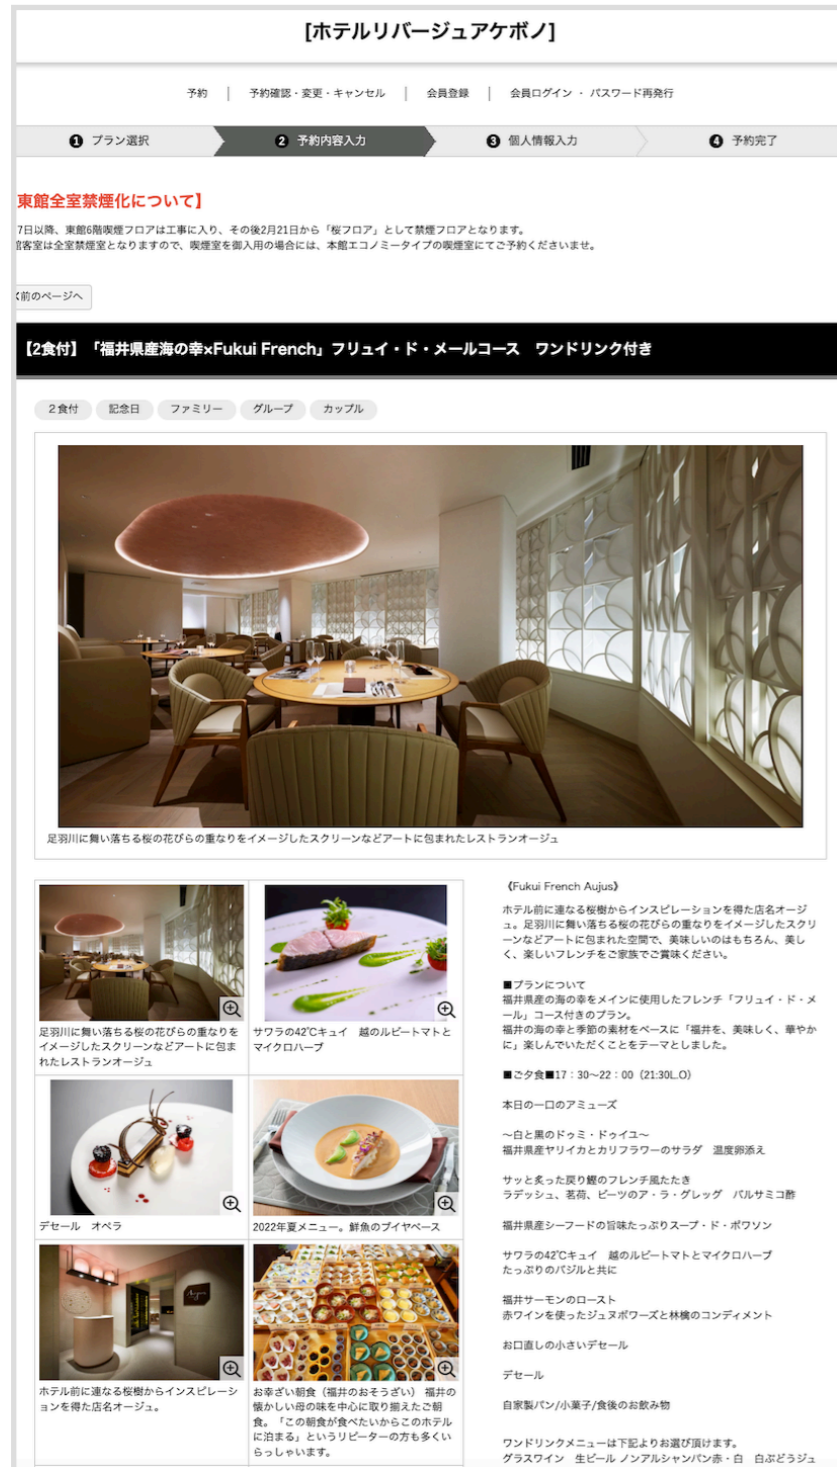 [ホテルリバージュアケボノ]
予約 | 予約確認・変更・キャンセル | 会員登録 | 会員ログイン ・ パスワード再発行
❶ プラン選択
❷ 予約内容入力
❸ 個人情報入力
❹ 予約完了
東館全室禁煙化について】
7日以降、東館6階喫煙フロアは工事に入り、その後2月21日から「桜フロア」として禁煙フロアとなります。
客室は全室禁煙室となりますので、喫煙室を御入用の場合には、本館エコノミータイプの喫煙室にてご予約くださいませ。
前のページへ
【2食付】「福井県産海の幸×Fukui French」フリュイ・ド・メールコース　ワンドリンク付き
２食付
記念日
ファミリー
グループ
カップル
足羽川に舞い落ちる桜の花びらの重なりをイメージしたスクリーンなどアートに包まれたレストランオージュ
足羽川に舞い落ちる桜の花びらの重なりを
イメージしたスクリーンなどアートに包ま
れたレストランオージュ
サワラの42℃キュイ　越のルビートマトと
マイクロハーブ
デセール　オペラ
2022年夏メニュー。鮮魚のブイヤベース
ホテル前に連なる桜樹からインスピレーシ
ョンを得た店名オージュ。
お幸ざい朝食（福井のおそうざい） 福井の
懐かしい母の味を中心に取り揃えたご朝
食。「この朝食が食べたいからこのホテル
に泊まる」というリピーターの方も多くい
らっしゃいます。
《Fukui French Aujus》
ホテル前に連なる桜樹からインスピレーションを得た店名オージ
ュ。足羽川に舞い落ちる桜の花びらの重なりをイメージしたスクリ
ーンなどアートに包まれた空間で、美味しいのはもちろん、美し
く、楽しいフレンチをご家族でご賞味ください。
■プランについて
福井県産の海の幸をメインに使用したフレンチ「フリュイ・ド・メ
ール」コース付きのプラン。
福井の海の幸と季節の素材をベースに「福井を、美味しく、華やか
に」楽しんでいただくことをテーマとしました。
■ご夕食■17：30～22：00（21:30L.O）
本日の一口のアミューズ
～白と黒のドゥミ・ドゥイユ～
福井県産ヤリイカとカリフラワーのサラダ　温度卵添え
サッと炙った戻り鰹のフレンチ風たたき
ラデッシュ、茗荷、ビーツのア・ラ・グレッグ　バルサミコ酢
福井県産シーフードの旨味たっぷりスープ・ド・ポワソン
サワラの42℃キュイ　越のルビートマトとマイクロハーブ
たっぷりのバジルと共に
福井サーモンのロースト
赤ワインを使ったジュヌポワーズと林檎のコンディメント
お口直しの小さいデセール
デセール
自家製パン/小菓子/食後のお飲み物
ワンドリンクメニューは下記よりお選び頂けます。
グラスワイン　生ビール ノンアルシャンパン赤・白　白ぶどうジュ